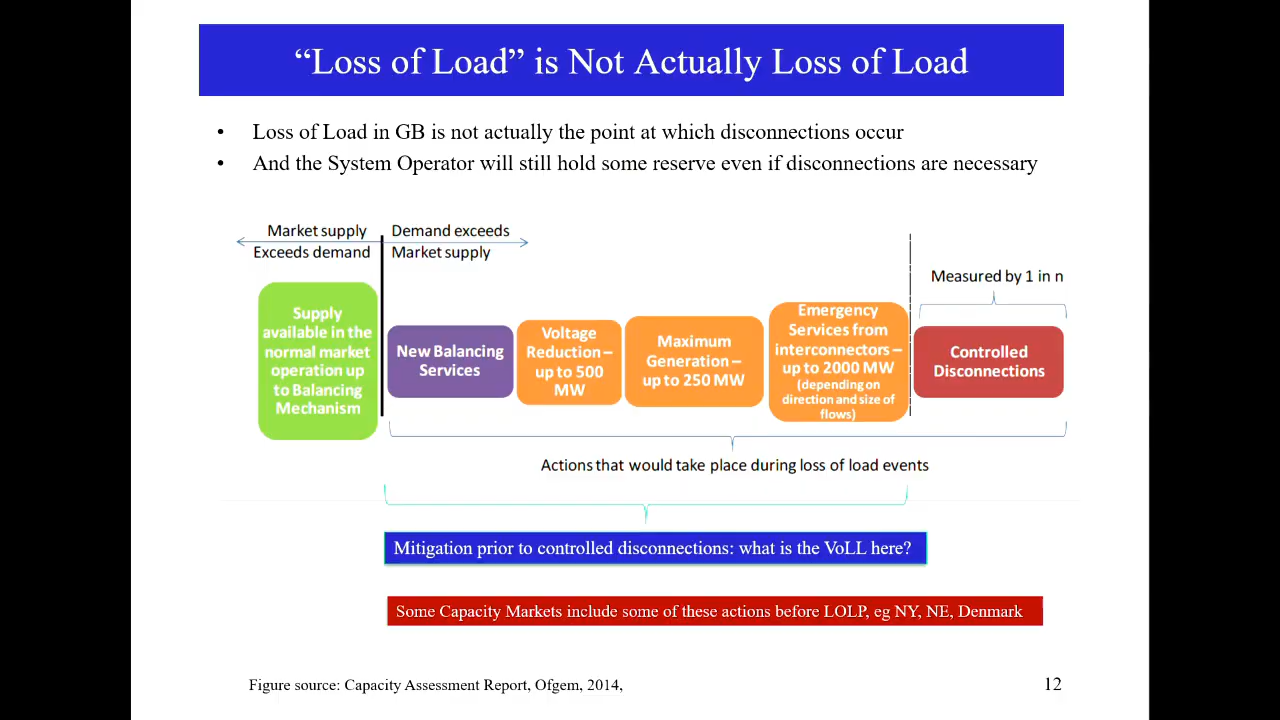 “Loss of Load” is Not Actually Loss of Load
• Loss of Load in GB is not actually the point at which disconnections occur
• And the System Operator will still hold some reserve even if disconnections are necessary
Market supply
Exceeds demand
Demand exceeds
Market supply
Measured by 1 in n
Supply
available in the
normal market
operation up
to Balancing
Mechanism
New Balancing
Services
Voltage
Reduction –
up to 500
MW
Maximum
Generation –
up to 250 MW
Emergency
Services from
interconnectors –
up to 2000 MW
(depending on
direction and size of
flows)
Controlled
Disconnections
Actions that would take place during loss of load events
Mitigation prior to controlled disconnections: what is the VoLL here?
Some Capacity Markets include some of these actions before LOLP, eg NY, NE, Denmark
Figure source: Capacity Assessment Report, Ofgem, 2014,
12